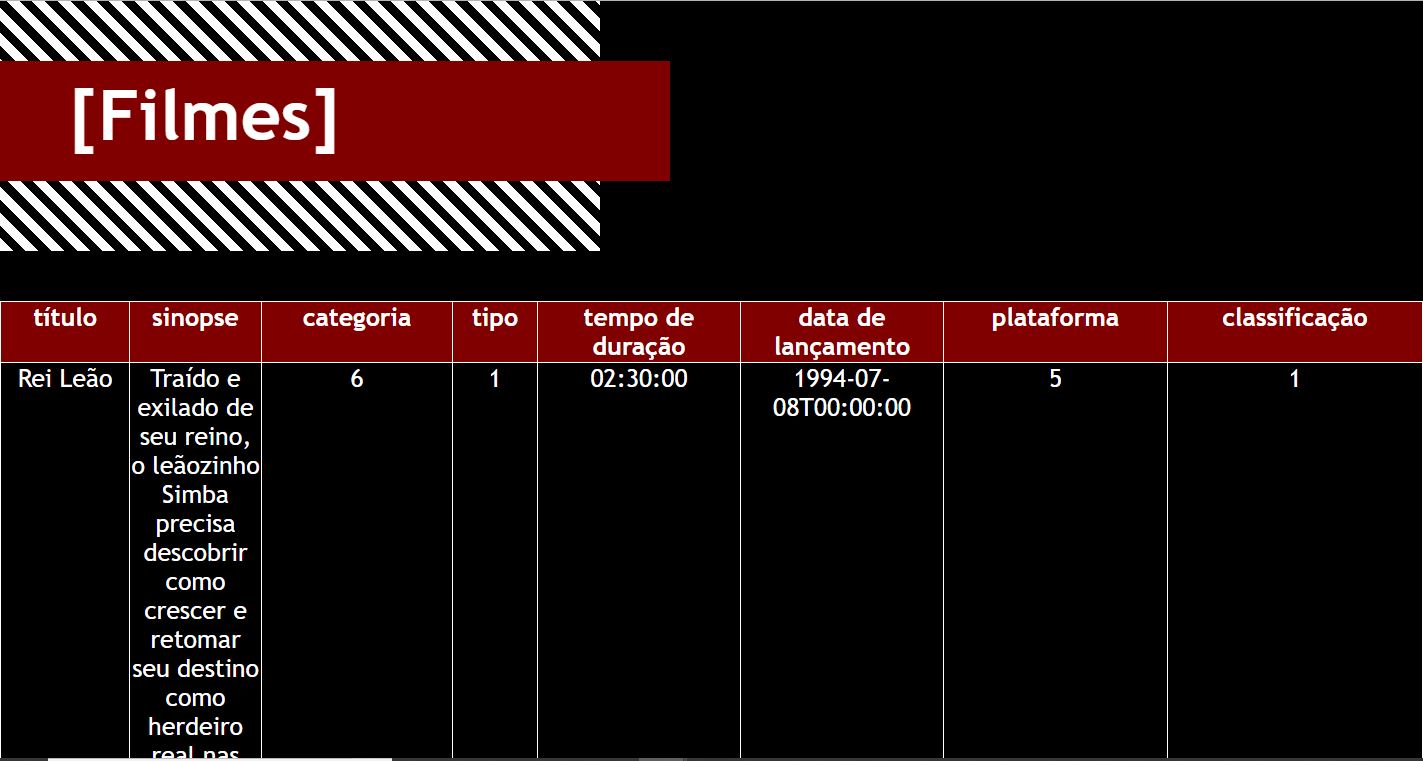 [Filmes]
título sinopse categoria tipo tempo de duração data de lançamento plataforma classificação
Rei Leão
Traído e
exilado de
seu reino,
o leãozinho
Simba
precisa
descobrir
como
crescer e
retomar
seu destino
como
herdeiro
real nas
6
1
02:30:00
1994-07-
08T00:00:00
5
1